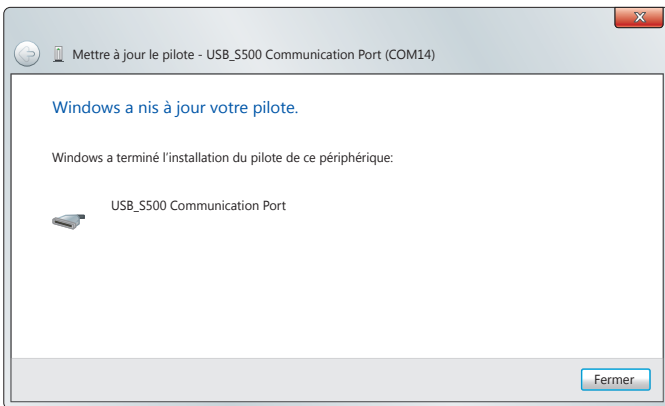 Mettre à jour le pilote - USB_S500 Communication Port (COM14)
Windows a nis à jour votre pilote.
Windows a terminé l'installation du pilote de ce périphérique:
USB_S500 Communication Port
Fermer